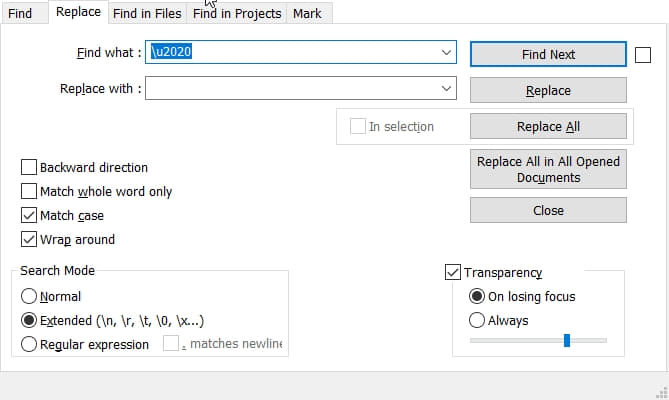 Find Replace Find in Files Find in Projects Mark
Find what : \u2020 Find Next
Replace with : Replace
In selection Replace All
Backward direction Replace All in All Opened
Documents
Match whole word only
Match case Close
Wrap around
Search Mode Transparency
Normal On losing focus
Extended (\n, \r, \t, \0, \x...) Always
Regular expression . matches newline